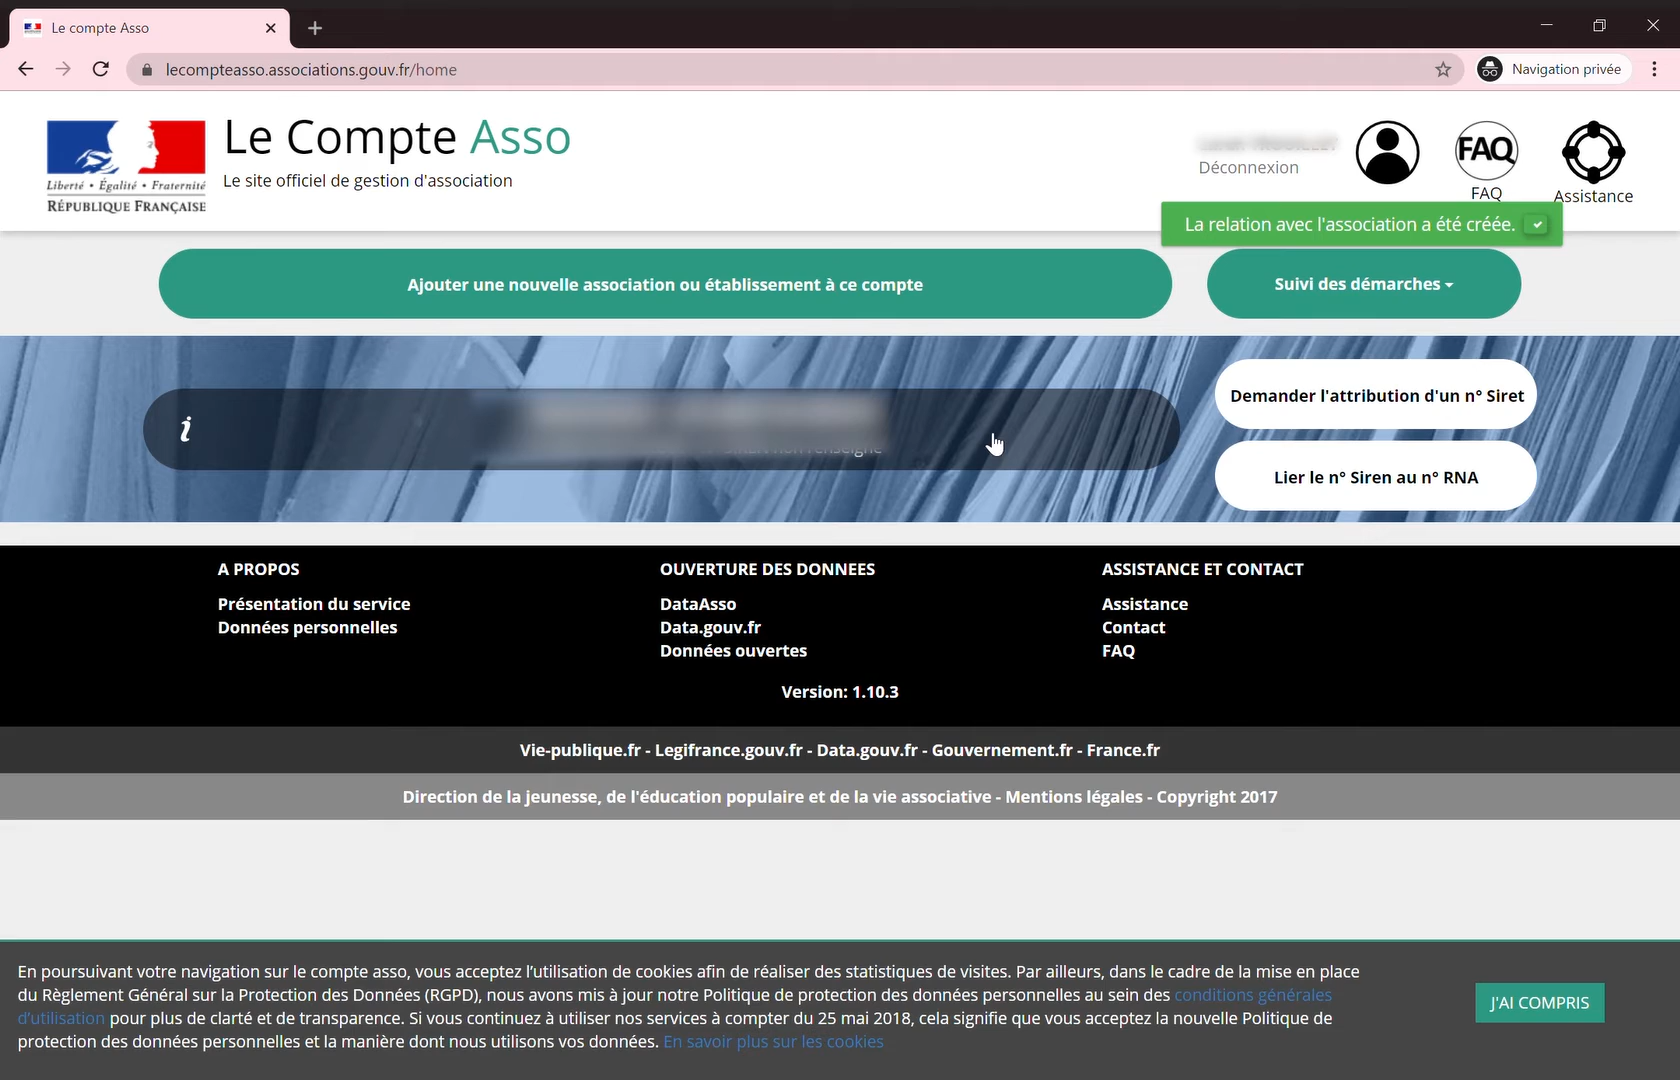 Le compte Asso
lecompteasso.associations.gouv.fr/home
Navigation privée
Liberté • Égalité • Fraternité
RÉPUBLIQUE FRANÇAISE
Le Compte Asso
Le site officiel de gestion d'association
Déconnexion
FAQ
FAQ
Assistance
La relation avec l'association a été créée.
Ajouter une nouvelle association ou établissement à ce compte
Suivi des démarches
i
non renseigné
Demander l'attribution d'un n° Siret
Lier le n° Siren au n° RNA
A PROPOS
Présentation du service
Données personnelles
OUVERTURE DES DONNEES
DataAsso
Data.gouv.fr
Données ouvertes
ASSISTANCE ET CONTACT
Assistance
Contact
FAQ
Version: 1.10.3
Vie-publique.fr - Legifrance.gouv.fr - Data.gouv.fr - Gouvernement.fr - France.fr
Direction de la jeunesse, de l'éducation populaire et de la vie associative - Mentions légales - Copyright 2017
En poursuivant votre navigation sur le compte asso, vous acceptez l'utilisation de cookies afin de réaliser des statistiques de visites. Par ailleurs, dans le cadre de la mise en place
du Règlement Général sur la Protection des Données (RGPD), nous avons mis à jour notre Politique de protection des données personnelles au sein des conditions générales
d'utilisation pour plus de clarté et de transparence. Si vous continuez à utiliser nos services à compter du 25 mai 2018, cela signifie que vous acceptez la nouvelle Politique de
protection des données personnelles et la manière dont nous utilisons vos données. En savoir plus sur les cookies
J'AI COMPRIS